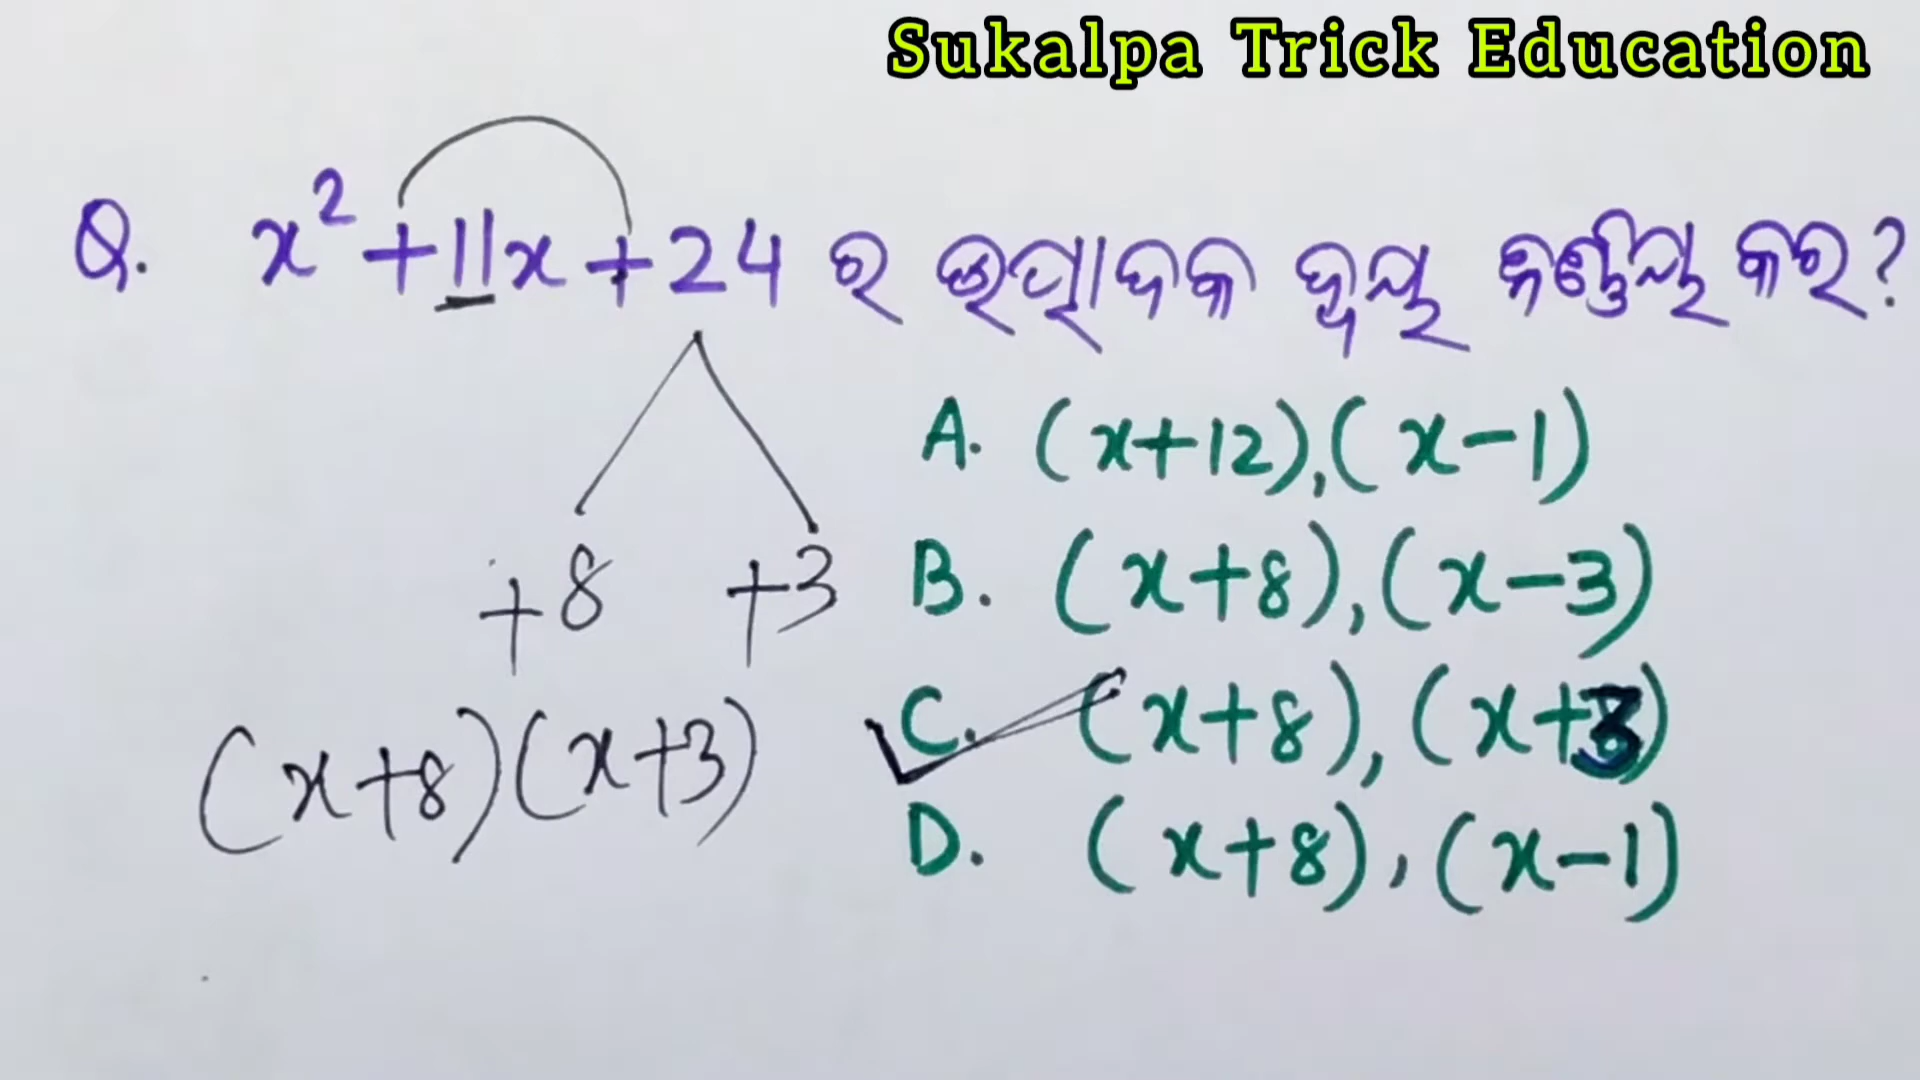 Sukalpa Trick Education
Q. x² + 11x + 24 ର ଉତ୍ପାଦକ ଦ୍ଵୟ ନିର୍ଣ୍ଣୟ କର?
+8 +3
(x+8)(x+3)
A. (x+12),(x-1)
B. (x+8),(x-3)
C. (x+8),(x+3)
D. (x+8),(x-1)